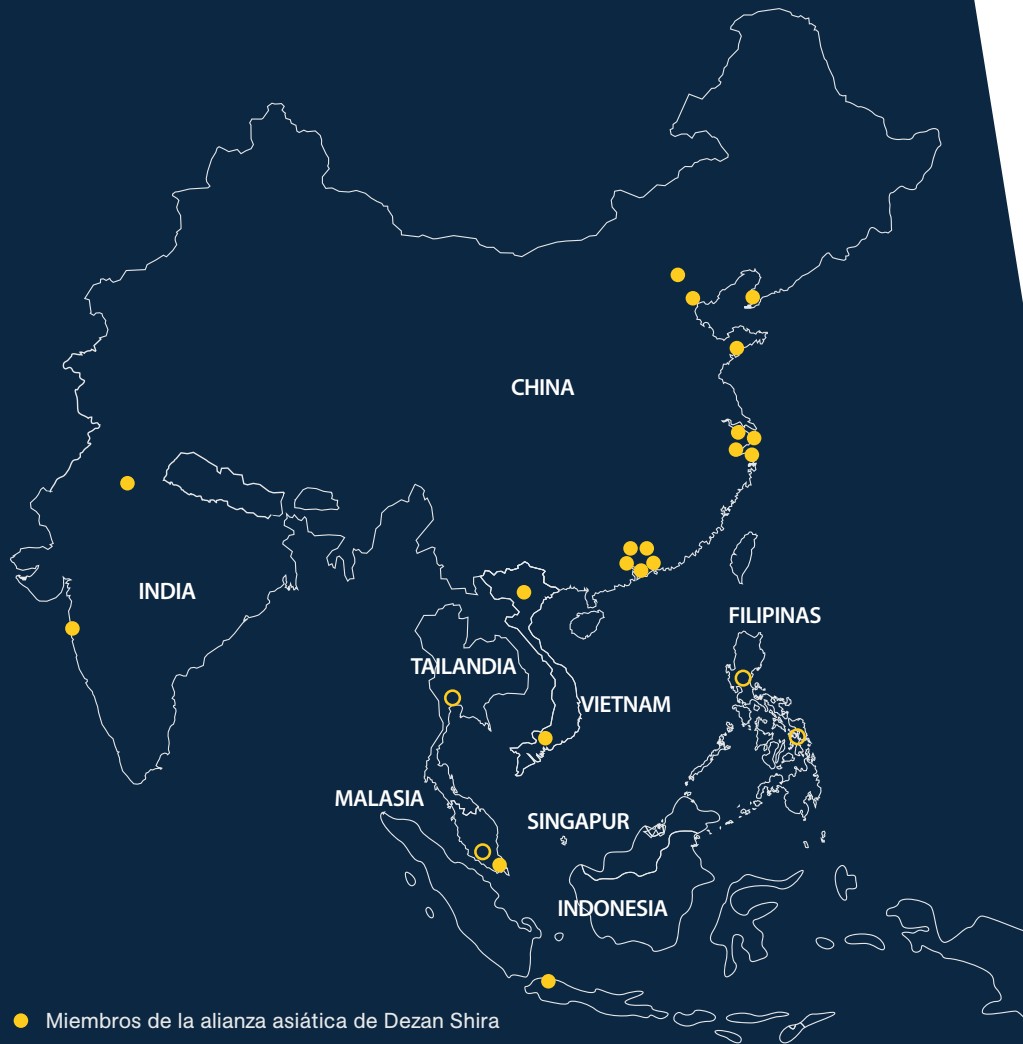 CHINA
INDIA
FILIPINAS
TAILANDIA
VIETNAM
MALASIA
SINGAPUR
INDONESIA
Miembros de la alianza asiática de Dezan Shira